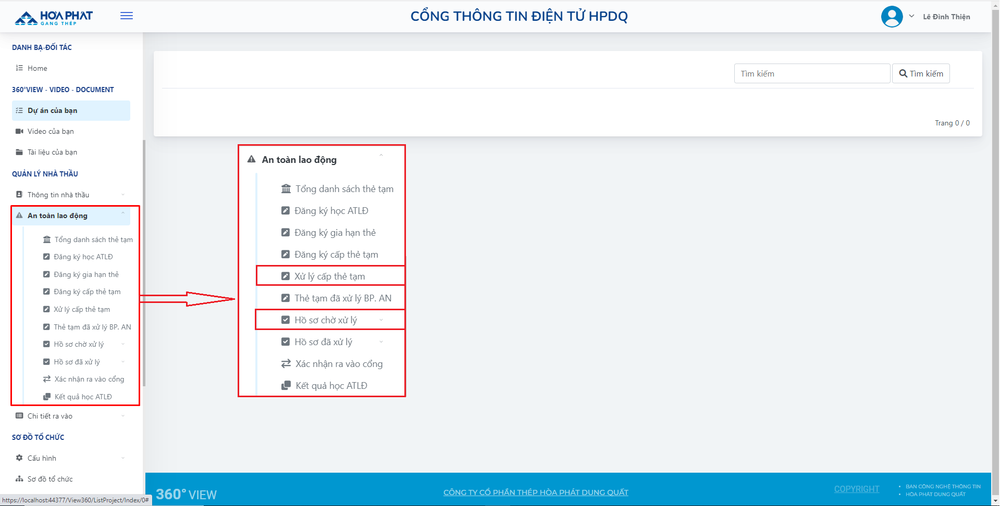 HÒA PHÁT
GANG THÉP
CỔNG THÔNG TIN ĐIỆN TỬ HPDQ
Lê Đình Thiện
DANH BẠ-ĐỐI TÁC
Home
360°VIEW - VIDEO - DOCUMENT
Dự án của bạn
Video của bạn
Tài liệu của bạn
QUẢN LÝ NHÀ THẦU
Thông tin nhà thầu
An toàn lao động
Tổng danh sách thẻ tạm
Đăng ký học ATLĐ
Đăng ký gia hạn thẻ
Đăng ký cấp thẻ tạm
Xử lý cấp thẻ tạm
Thẻ tạm đã xử lý BP. AN
Hồ sơ chờ xử lý
Hồ sơ đã xử lý
Xác nhận ra vào cổng
Kết quả học ATLĐ
Chi tiết ra vào
SƠ ĐỒ TỔ CHỨC
Cấu hình
Sơ đồ tổ chức
https://localhost:44377/View360/ListProject/Index/0#
Tìm kiếm
Tìm kiếm
Trang 0 / 0
An toàn lao động
Tổng danh sách thẻ tạm
Đăng ký học ATLĐ
Đăng ký gia hạn thẻ
Đăng ký cấp thẻ tạm
Xử lý cấp thẻ tạm
Thẻ tạm đã xử lý BP. AN
Hồ sơ chờ xử lý
Hồ sơ đã xử lý
Xác nhận ra vào cổng
Kết quả học ATLĐ
360° VIEW
CÔNG TY CỔ PHẦN THÉP HÒA PHÁT DUNG QUẤT
COPYRIGHT
• BAN CÔNG NGHỆ THÔNG TIN
• HÒA PHÁT DUNG QUẤT